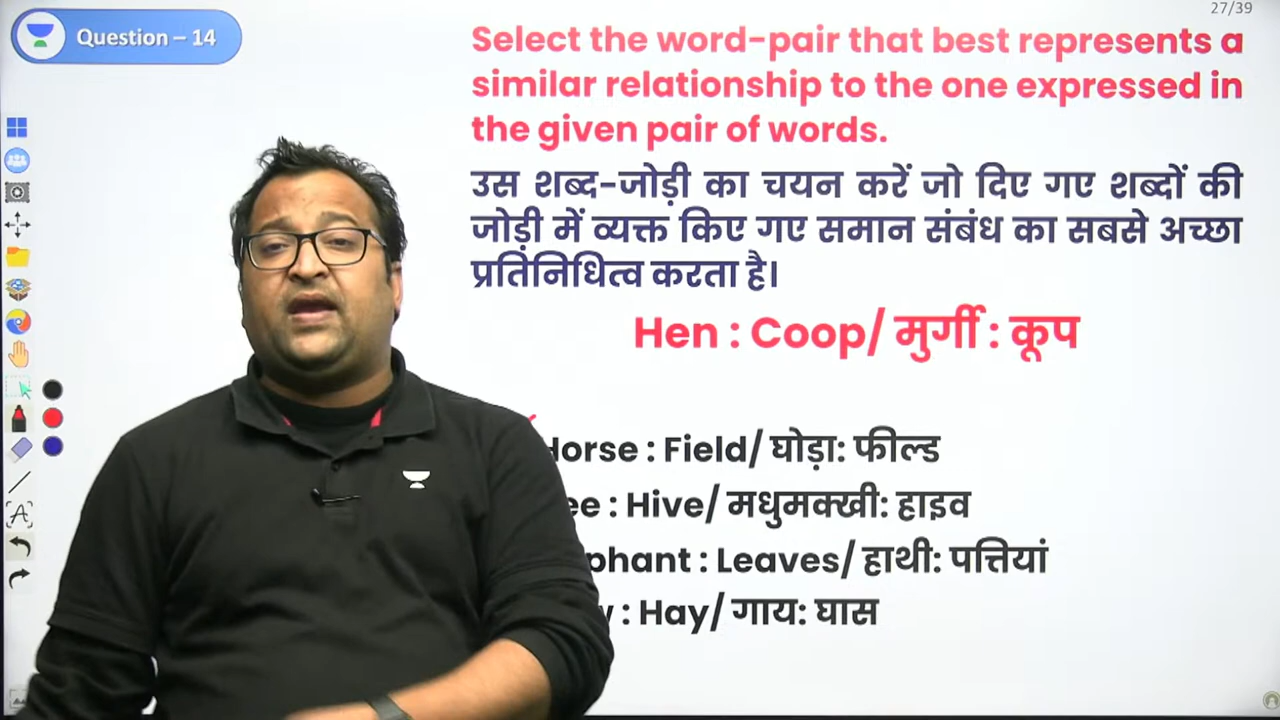 27/39
Question – 14
Select the word-pair that best represents a
similar relationship to the one expressed in
the given pair of words.
उस शब्द-जोड़ी का चयन करें जो दिए गए शब्दों की
जोड़ी में व्यक्त किए गए समान संबंध का सबसे अच्छा
प्रतिनिधित्व करता है।
Hen : Coop/ मुर्गी : कूप
Horse : Field/ घोड़ा: फील्ड
ee : Hive/ मधुमक्खी: हाइव
phant : Leaves/ हाथी: पत्तियां
: Hay/ गाय: घास